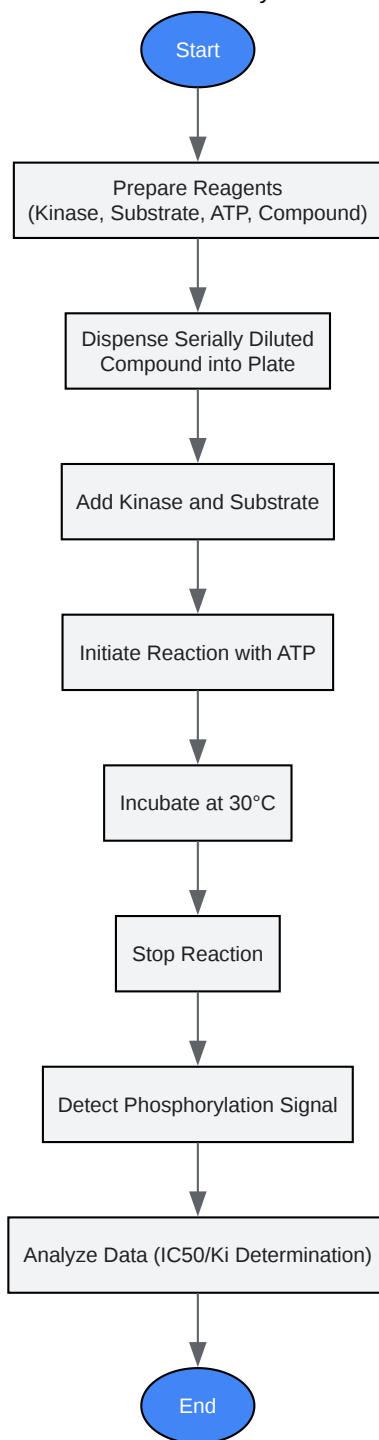 Start
Prepare Reagents
(Kinase, Substrate, ATP, Compound)
Dispense Serially Diluted
Compound into Plate
Add Kinase and Substrate
Initiate Reaction with ATP
Incubate at 30°C
Stop Reaction
Detect Phosphorylation Signal
Analyze Data (IC50/Ki Determination)
End